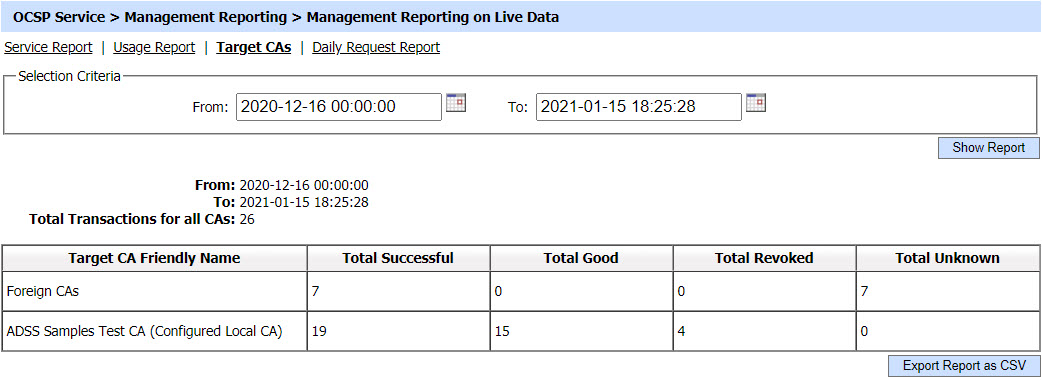 OCSP Service > Management Reporting > Management Reporting on Live Data
Service Report | Usage Report | Target CAs | Daily Request Report
Selection Criteria
From: 2020-12-16 00:00:00 To: 2021-01-15 18:25:28
Show Report
From: 2020-12-16 00:00:00
To: 2021-01-15 18:25:28
Total Transactions for all CAs: 26
Target CA Friendly Name Total Successful Total Good Total Revoked Total Unknown
Foreign CAs 7 0 0 7
ADSS Samples Test CA (Configured Local CA) 19 15 4 0
Export Report as CSV